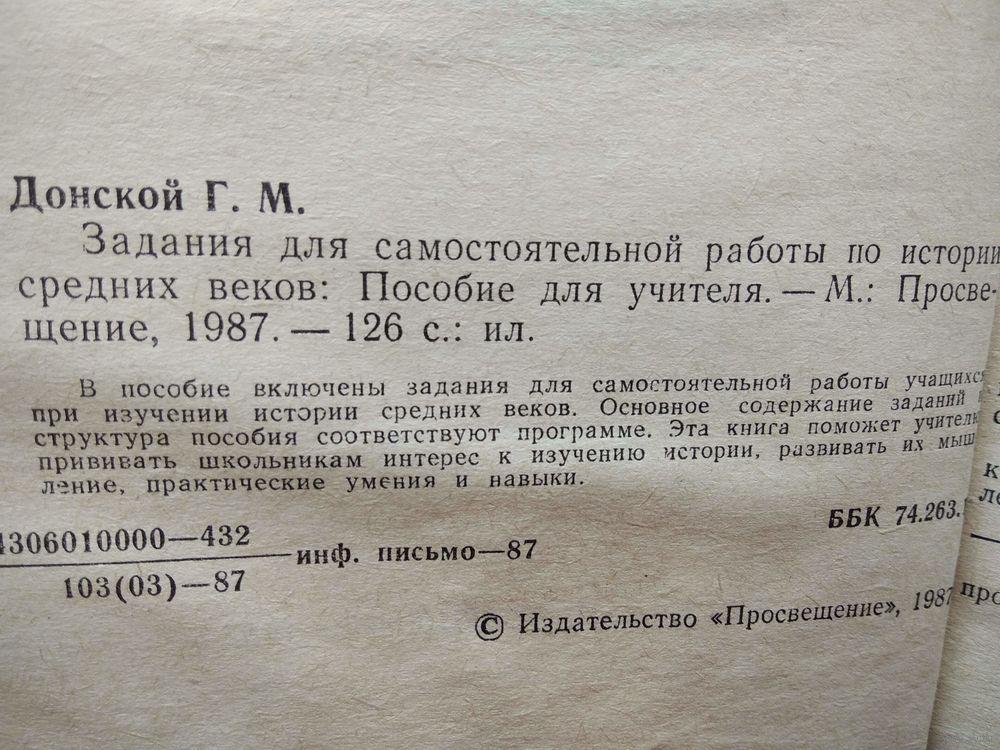 Донской Г. М.
Задания для самостоятельной работы по истории
средних веков: Пособие для учителя. — М.: Просве-
щение, 1987. — 126 с.: ил.
В пособие включены задания для самостоятельной работы учащихся
при изучении истории средних веков. Основное содержание заданий
структура пособия соответствуют программе. Эта книга поможет учителю
прививать школьникам интерес к изучению истории, развивать их мыш
ление, практические умения и навыки.
ББК 74.263.
4306010000—432
инф. письмо—87
103(03)—87
© Издательство «Просвещение», 1987